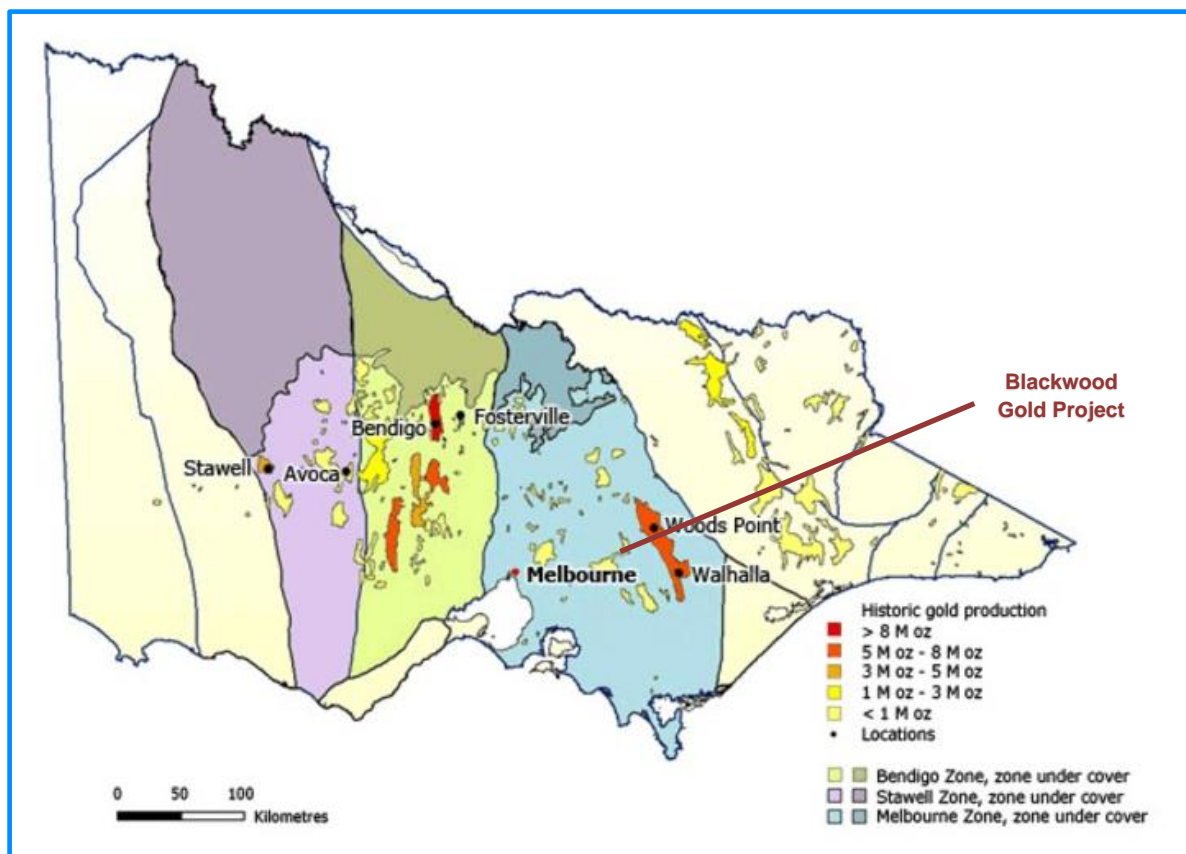 Blackwood
Gold Project
Bendigo
Fosterville
Stawell
Avoca
Woods Point
Melbourne
Walhalla
Historic gold production
> 8 M oz
5 M oz - 8 M oz
3 M oz - 5 M oz
1 M oz - 3 M oz
< 1 M oz
Locations
Bendigo Zone, zone under cover
Stawell Zone, zone under cover
Melbourne Zone, zone under cover
0 50 100
Kilometres